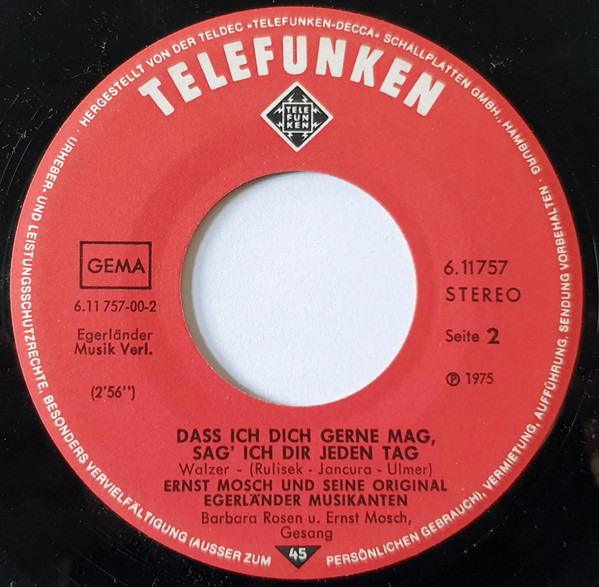 URHEBER- UND LEISTUNGSSCHUTZRECHTE, BESONDERS VERVIELFÄLTIGUNG (AUSSER ZUM PERSÖNLICHEN GEBRAUCH), VERMIETUNG, AUFFÜHRUNG, SENDUNG VORBEHALTEN · HERGESTELLT VON DER TELDEC »TELEFUNKEN-DECCA« SCHALLPLATTEN GMBH., HAMBURG ·
TELEFUNKEN
TELE
FUN
KEN
GEMA
6.11 757-00-2
Egerländer
Musik Verl.
(2'56'')
6.11757
STEREO
Seite 2
Ⓟ 1975
DASS ICH DICH GERNE MAG,
SAG' ICH DIR JEDEN TAG
Walzer - (Rulisek - Jancura - Ulmer)
ERNST MOSCH UND SEINE ORIGINAL
EGERLÄNDER MUSIKANTEN
Barbara Rosen u. Ernst Mosch,
Gesang
45